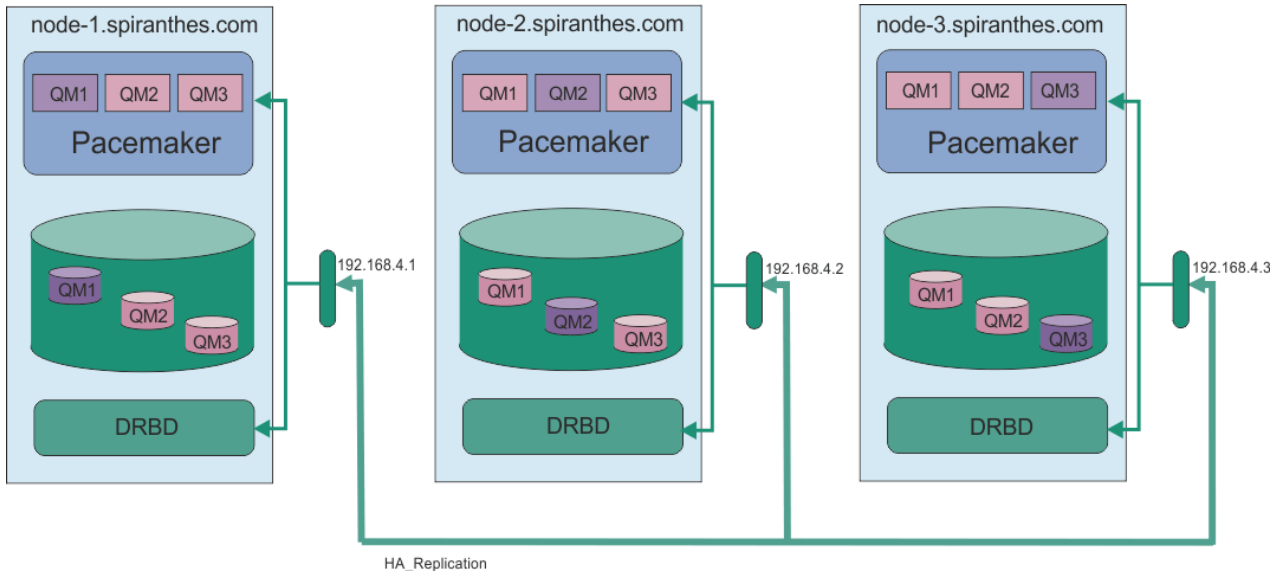 node-1.spiranthes.com
QM1 QM2 QM3
Pacemaker
QM1
QM2
QM3
DRBD
192.168.4.1
node-2.spiranthes.com
QM1 QM2 QM3
Pacemaker
QM1
QM2
QM3
DRBD
192.168.4.2
node-3.spiranthes.com
QM1 QM2 QM3
Pacemaker
QM1
QM2
QM3
DRBD
192.168.4.3
HA_Replication